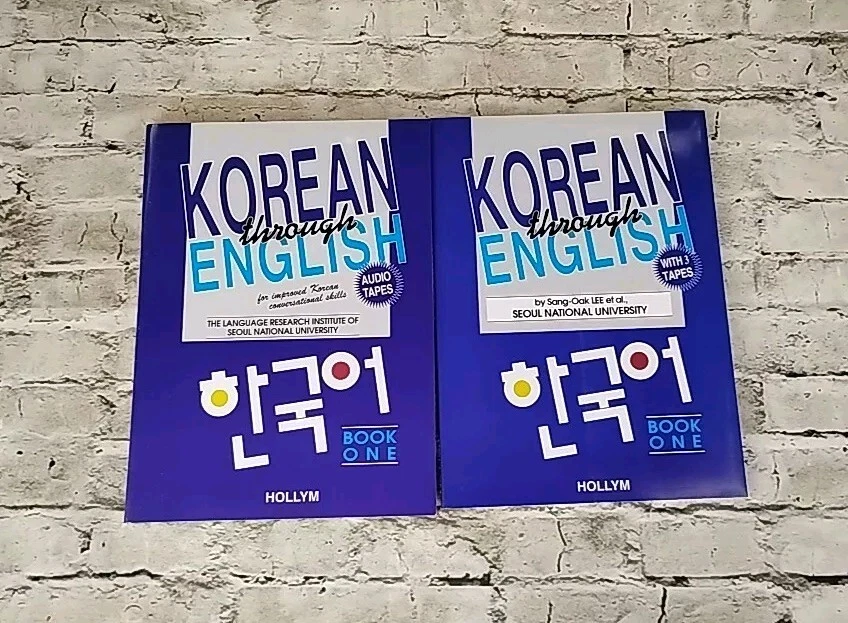 KOREAN
through
ENGLISH
for improved Korean
conversational skills
AUDIO
TAPES
THE LANGUAGE RESEARCH INSTITUTE OF
SEOUL NATIONAL UNIVERSITY
한국어
BOOK
ONE
HOLLYM
KOREAN
through
ENGLISH
WITH 3
TAPES
by Sang-Oak LEE et al.,
SEOUL NATIONAL UNIVERSITY
한국어
BOOK
ONE
HOLLYM